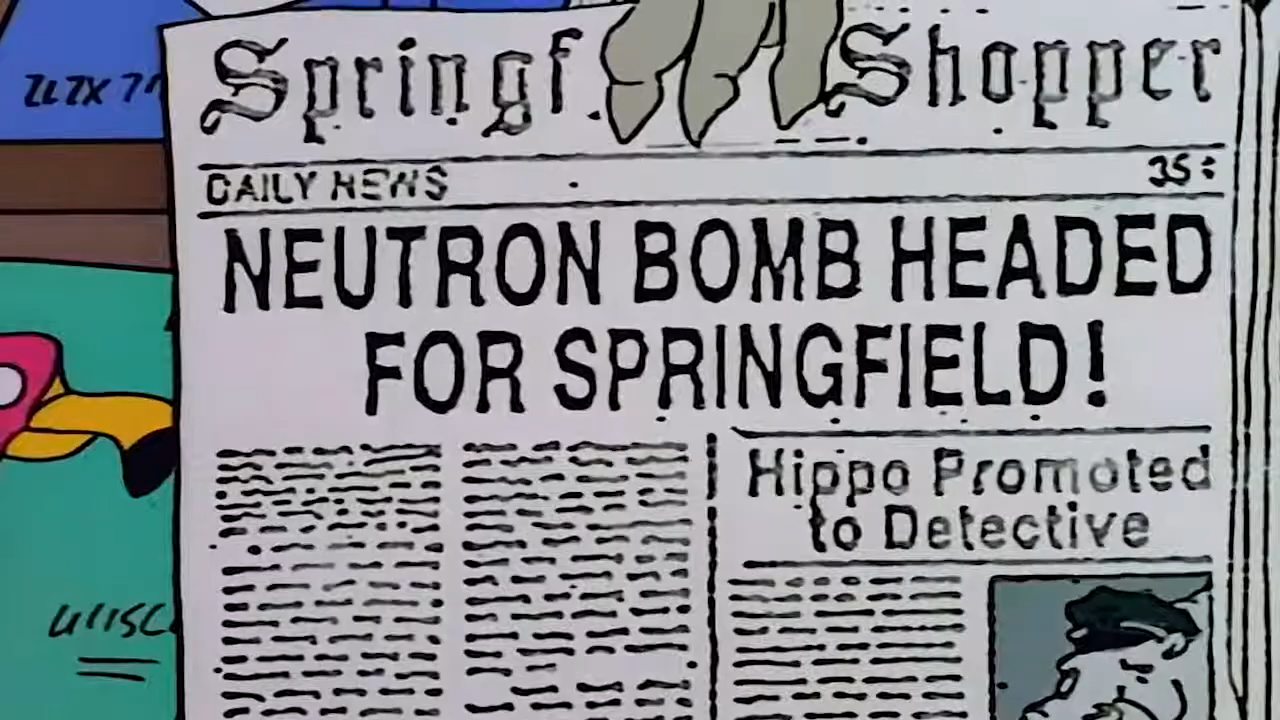 Springf Shopper
DAILY NEWS 35¢
NEUTRON BOMB HEADED
FOR SPRINGFIELD!
Hippo Promoted
to Detective